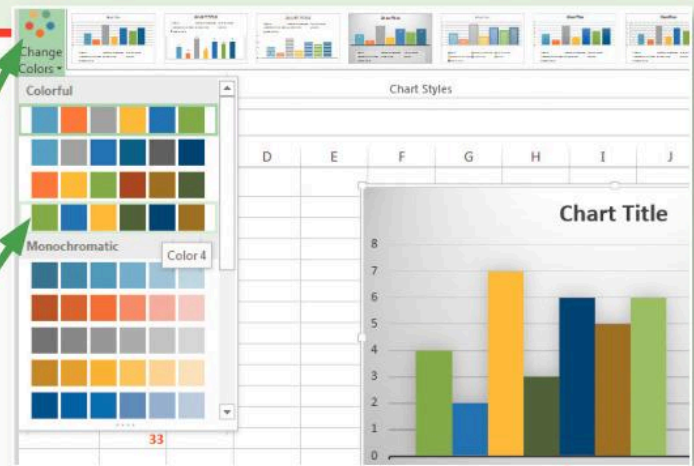 Change
Colors
Chart Styles
Colorful
Monochromatic
Color 4
D E F G H I J
Chart Title
8
7
6
5
4
3
2
1
0
33